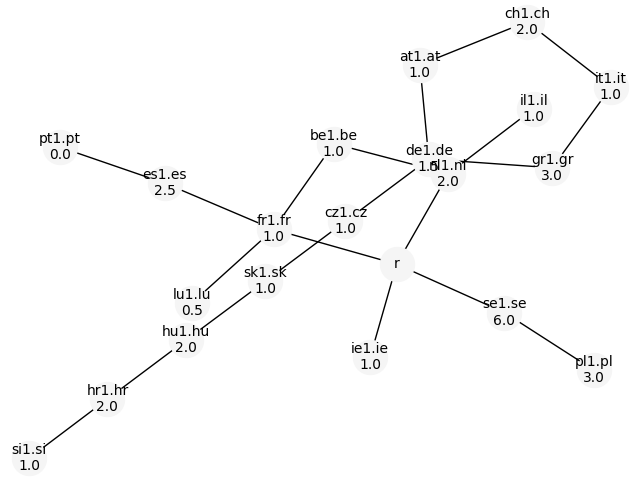 ch1.ch
2.0
at1.at
1.0
it1.it
1.0
il1.il
1.0
pt1.pt
0.0
be1.be
1.0
de1.de
gr1.gr
3.0
es1.es
2.5
2.0
cz1.cz
1.0
fr1.fr
1.0
r
sk1.sk
1.0
lu1.lu
0.5
se1.se
6.0
hu1.hu
2.0
ie1.ie
1.0
pl1.pl
3.0
hr1.hr
2.0
si1.si
1.0